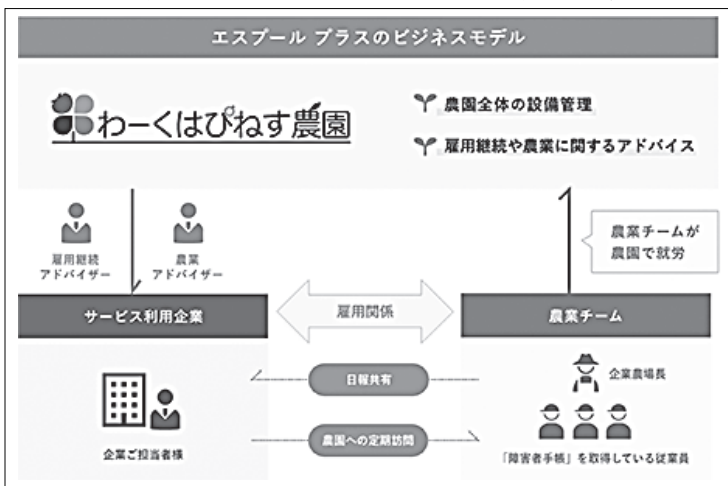 エスプール プラスのビジネスモデル
わーくはぴねす農園
農園全体の設備管理
雇用継続や農業に関するアドバイス
雇用継続
アドバイザー
農業
アドバイザー
農業チームが
農園で就労
サービス利用企業
雇用関係
農業チーム
日報共有
企業農場長
農園への定期訪問
企業ご担当者様
「障害者手帳」を取得している従業員